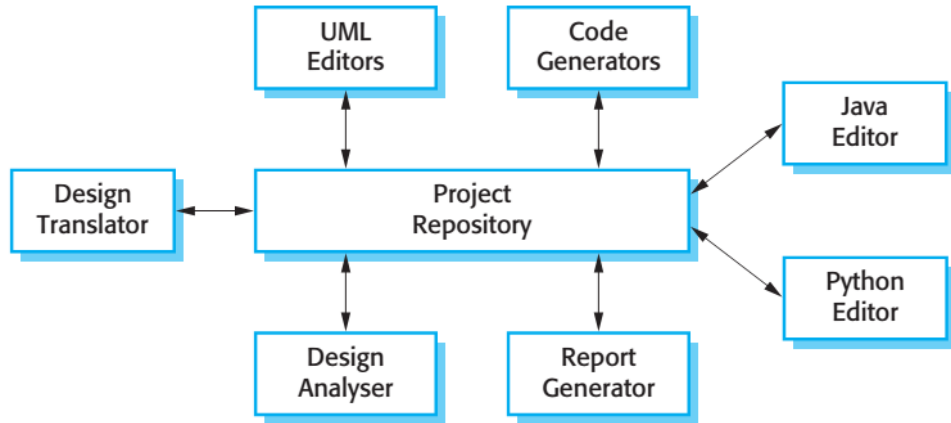 UML
Editors
Code
Generators
Java
Editor
Design
Translator
Project
Repository
Python
Editor
Design
Analyser
Report
Generator